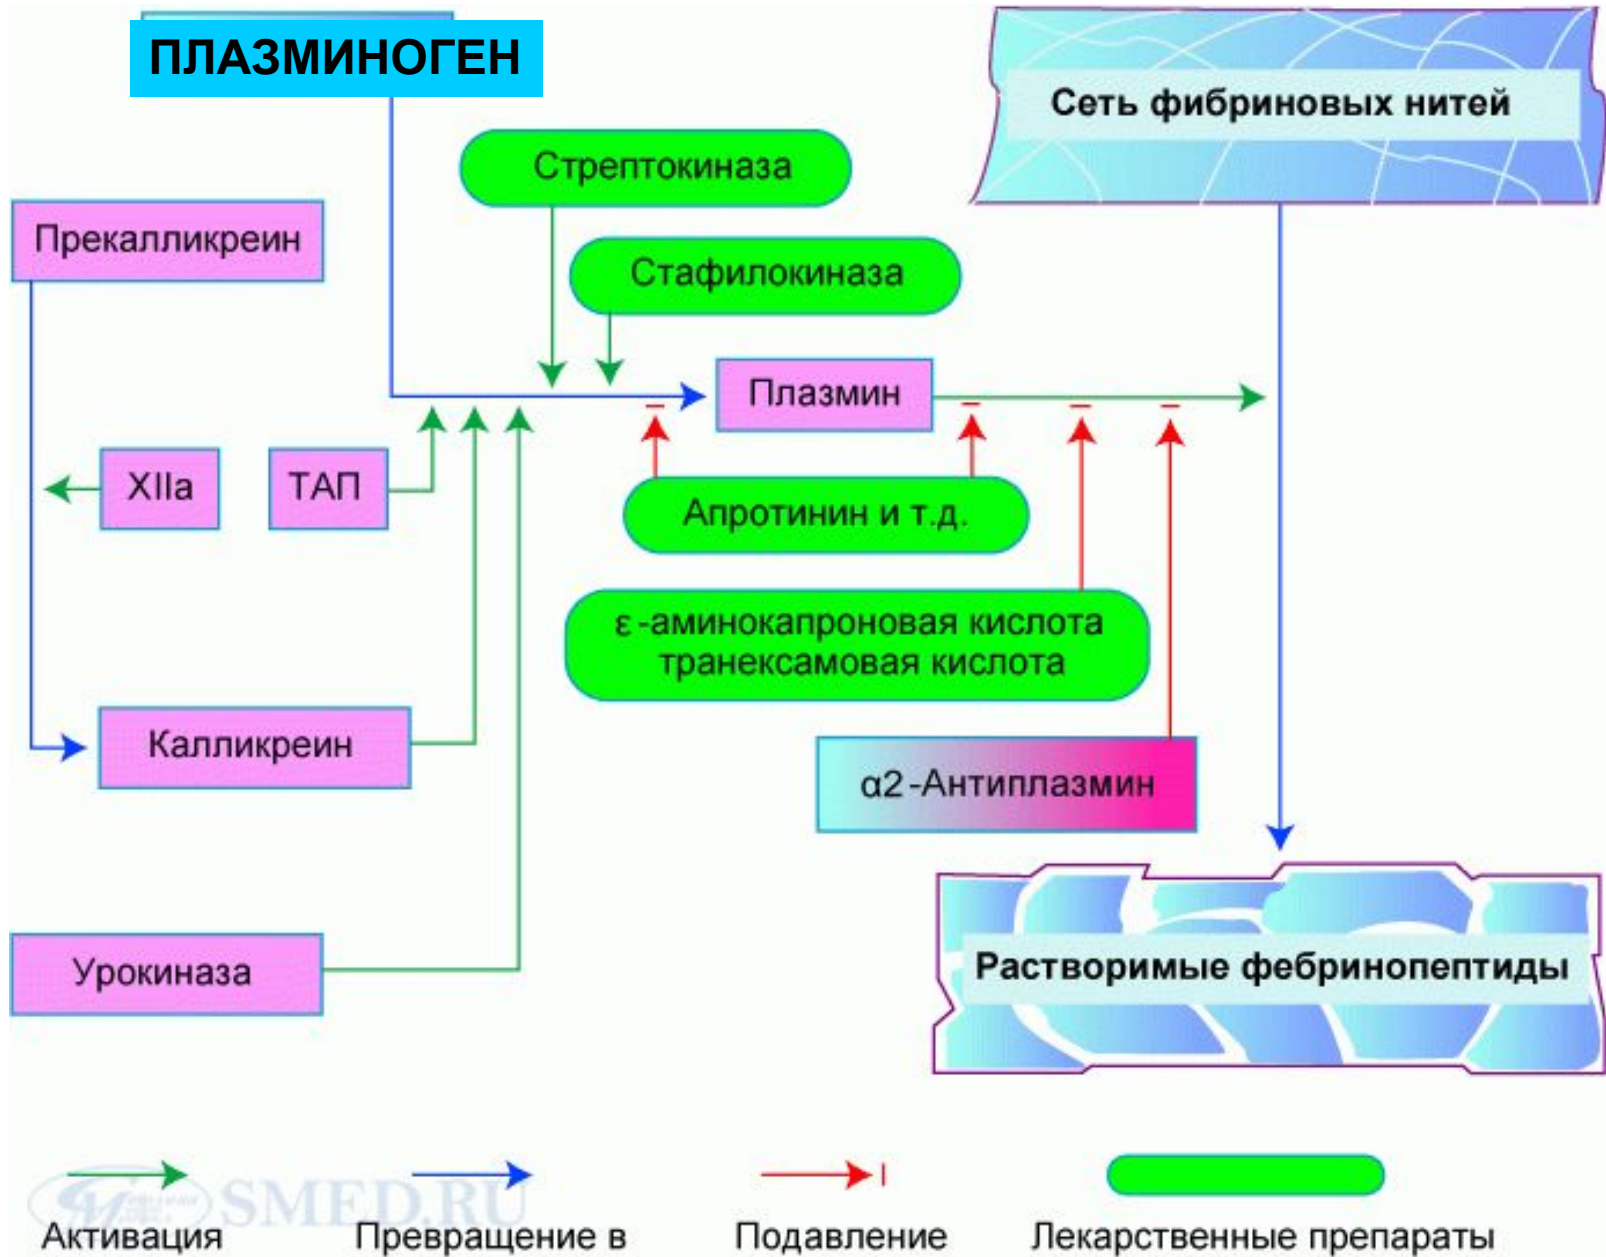 ПЛАЗМИНОГЕН
Сеть фибриновых нитей
Стрептокиназа
Прекалликреин
Стафилокиназа
Плазмин
XIIa
ТАП
Апротинин и т.д.
ε-аминокапроновая кислота
транексамовая кислота
Калликреин
α2-Антиплазмин
Урокиназа
Растворимые фебринопептиды
SMED.RU
Активация
Превращение в
Подавление
Лекарственные препараты